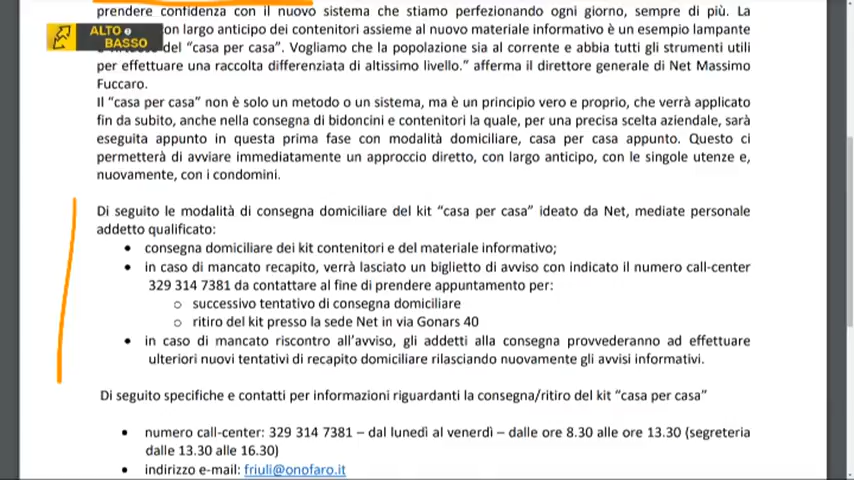 prendere confidenza con il nuovo sistema che stiamo perfezionando ogni giorno, sempre di più. La
con largo anticipo dei contenitori assieme al nuovo materiale informativo è un esempio lampante
ALTO e
BASSO
del “casa per casa”. Vogliamo che la popolazione sia al corrente e abbia tutti gli strumenti utili
per effettuare una raccolta differenziata di altissimo livello.” afferma il direttore generale di Net Massimo
Fuccaro.
Il “casa per casa” non è solo un metodo o un sistema, ma è un principio vero e proprio, che verrà applicato
fin da subito, anche nella consegna di bidoncini e contenitori la quale, per una precisa scelta aziendale, sarà
eseguita appunto in questa prima fase con modalità domiciliare, casa per casa appunto. Questo ci
permetterà di avviare immediatamente un approccio diretto, con largo anticipo, con le singole utenze e,
nuovamente, con i condomini.
Di seguito le modalità di consegna domiciliare del kit “casa per casa” ideato da Net, mediate personale
addetto qualificato:
• consegna domiciliare dei kit contenitori e del materiale informativo;
• in caso di mancato recapito, verrà lasciato un biglietto di avviso con indicato il numero call-center
329 314 7381 da contattare al fine di prendere appuntamento per:
o successivo tentativo di consegna domiciliare
o ritiro del kit presso la sede Net in via Gonars 40
• in caso di mancato riscontro all’avviso, gli addetti alla consegna provvederanno ad effettuare
ulteriori nuovi tentativi di recapito domiciliare rilasciando nuovamente gli avvisi informativi.
Di seguito specifiche e contatti per informazioni riguardanti la consegna/ritiro del kit “casa per casa”
• numero call-center: 329 314 7381 – dal lunedì al venerdì – dalle ore 8.30 alle ore 13.30 (segreteria
dalle 13.30 alle 16.30)
• indirizzo e-mail: friuli@onofaro.it